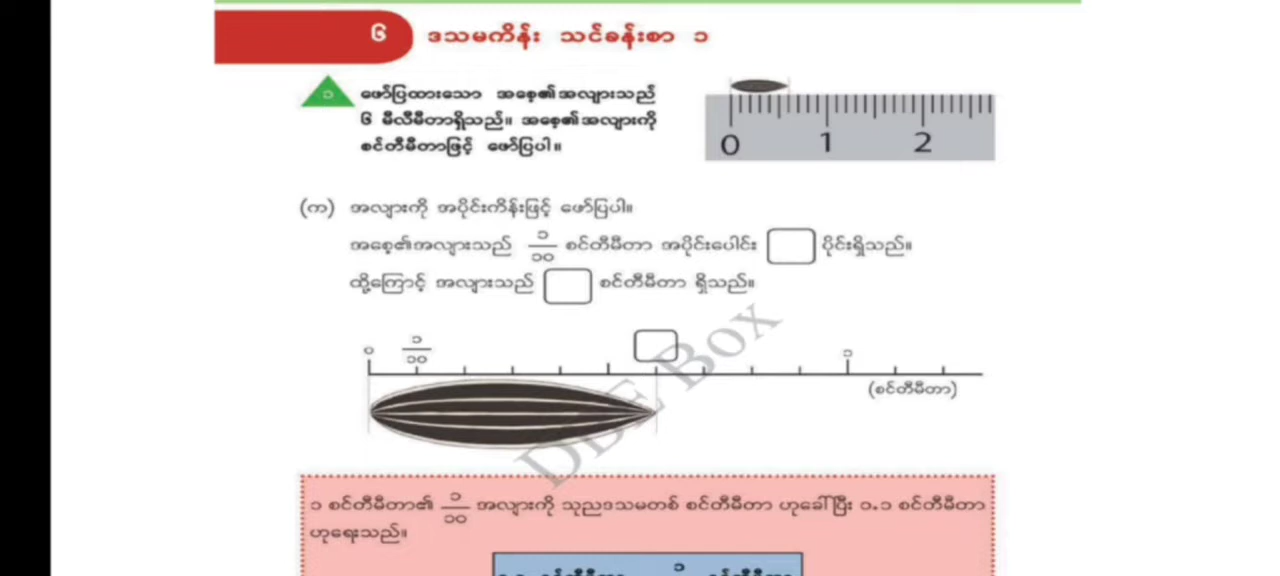 ၆ ဒသမကိန်း သင်ခန်းစာ ၁
၁ ဖော်ပြထားသော အစေ့၏အလျားသည်
၆ မီလီမီတာရှိသည်။ အစေ့၏အလျားကို
စင်တီမီတာဖြင့် ဖော်ပြပါ။
0 1 2
(က) အလျားကို အပိုင်းကိန်းဖြင့် ဖော်ပြပါ။
အစေ့၏အလျားသည် ၁/၁၀ စင်တီမီတာ အပိုင်းပေါင်း ပိုင်းရှိသည်။
ထို့ကြောင့် အလျားသည် စင်တီမီတာ ရှိသည်။
၀ ၁/၁၀ ၁
(စင်တီမီတာ)
DBE Box
၁ စင်တီမီတာ၏ ၁/၁၀ အလျားကို သုညဒသမတစ် စင်တီမီတာ ဟုခေါ်ပြီး ၀.၁ စင်တီမီတာ
ဟုရေးသည်။